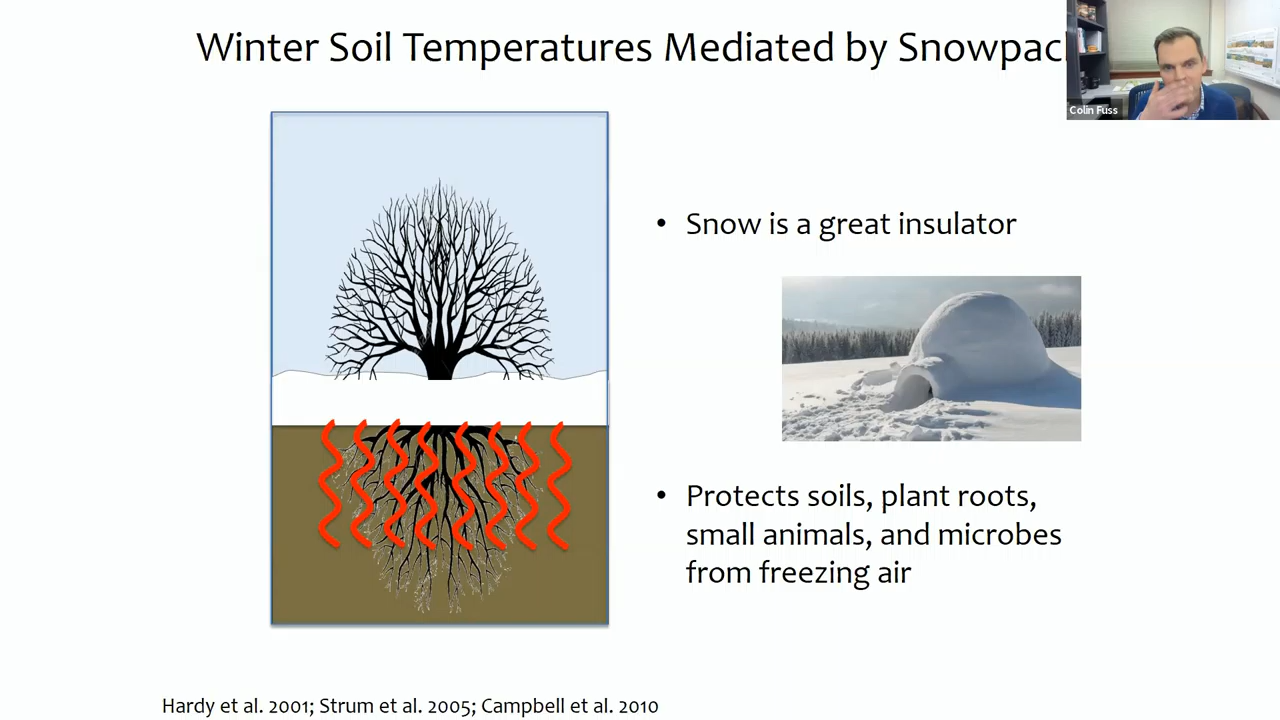 Winter Soil Temperatures Mediated by Snowpac
Colin Fuss
• Snow is a great insulator
• Protects soils, plant roots,
small animals, and microbes
from freezing air
Hardy et al. 2001; Strum et al. 2005; Campbell et al. 2010